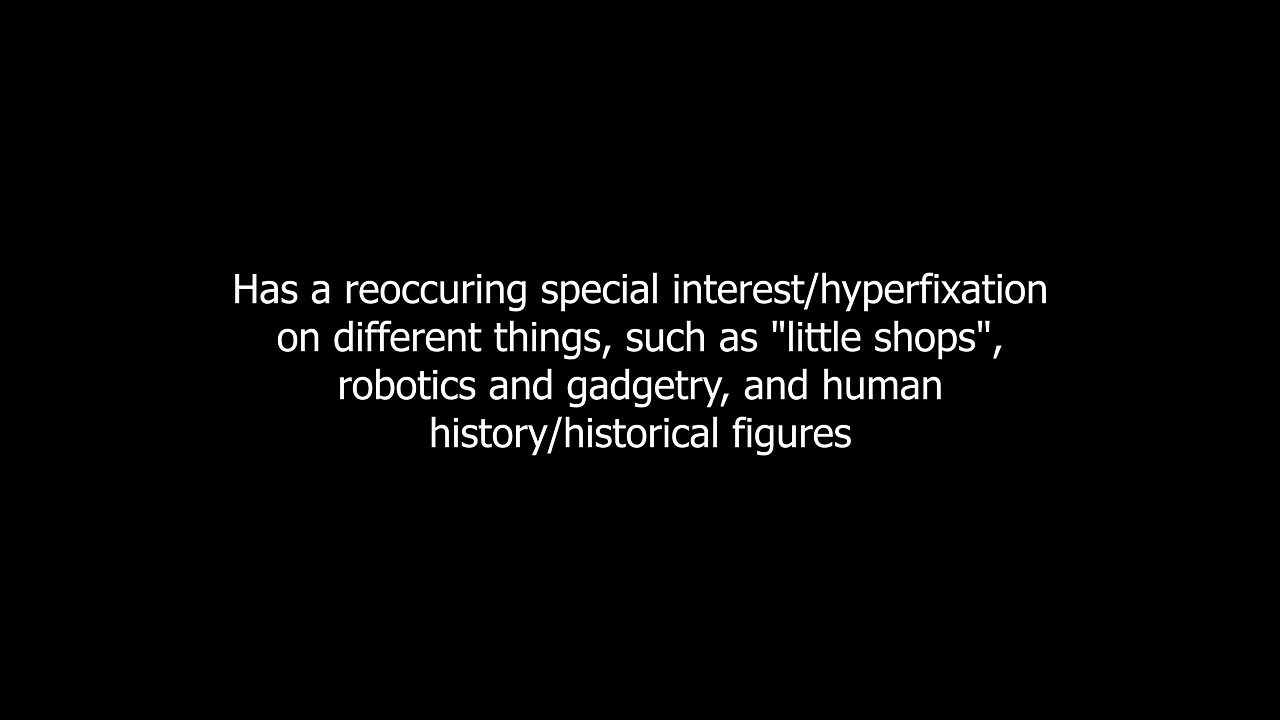 Has a reoccuring special interest/hyperfixation
on different things, such as "little shops",
robotics and gadgetry, and human
history/historical figures